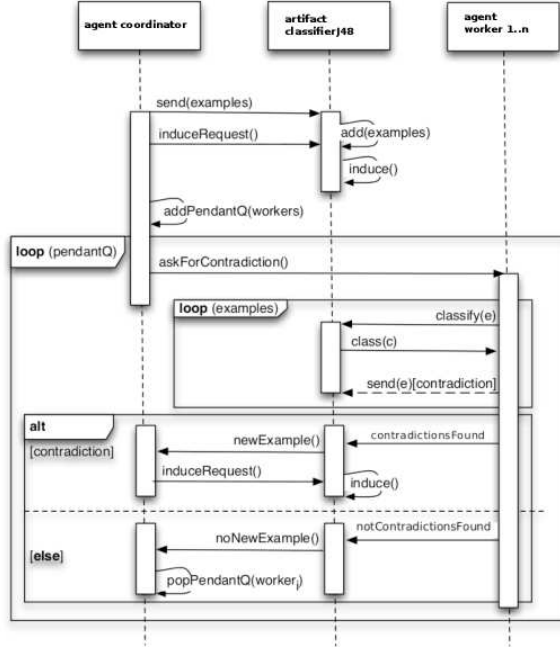 agent coordinator
artifact
classifierJ48
agent
worker 1..n
send(examples)
add(examples)
induceRequest()
induce()
addPendantQ(workers)
loop (pendantQ)
askForContradiction()
loop (examples)
classify(e)
class(c)
send(e)[contradiction]
alt
[contradiction]
newExample()
contradictionsFound
induceRequest()
induce()
[else]
noNewExample()
notContradictionsFound
popPendantQ(workerj)